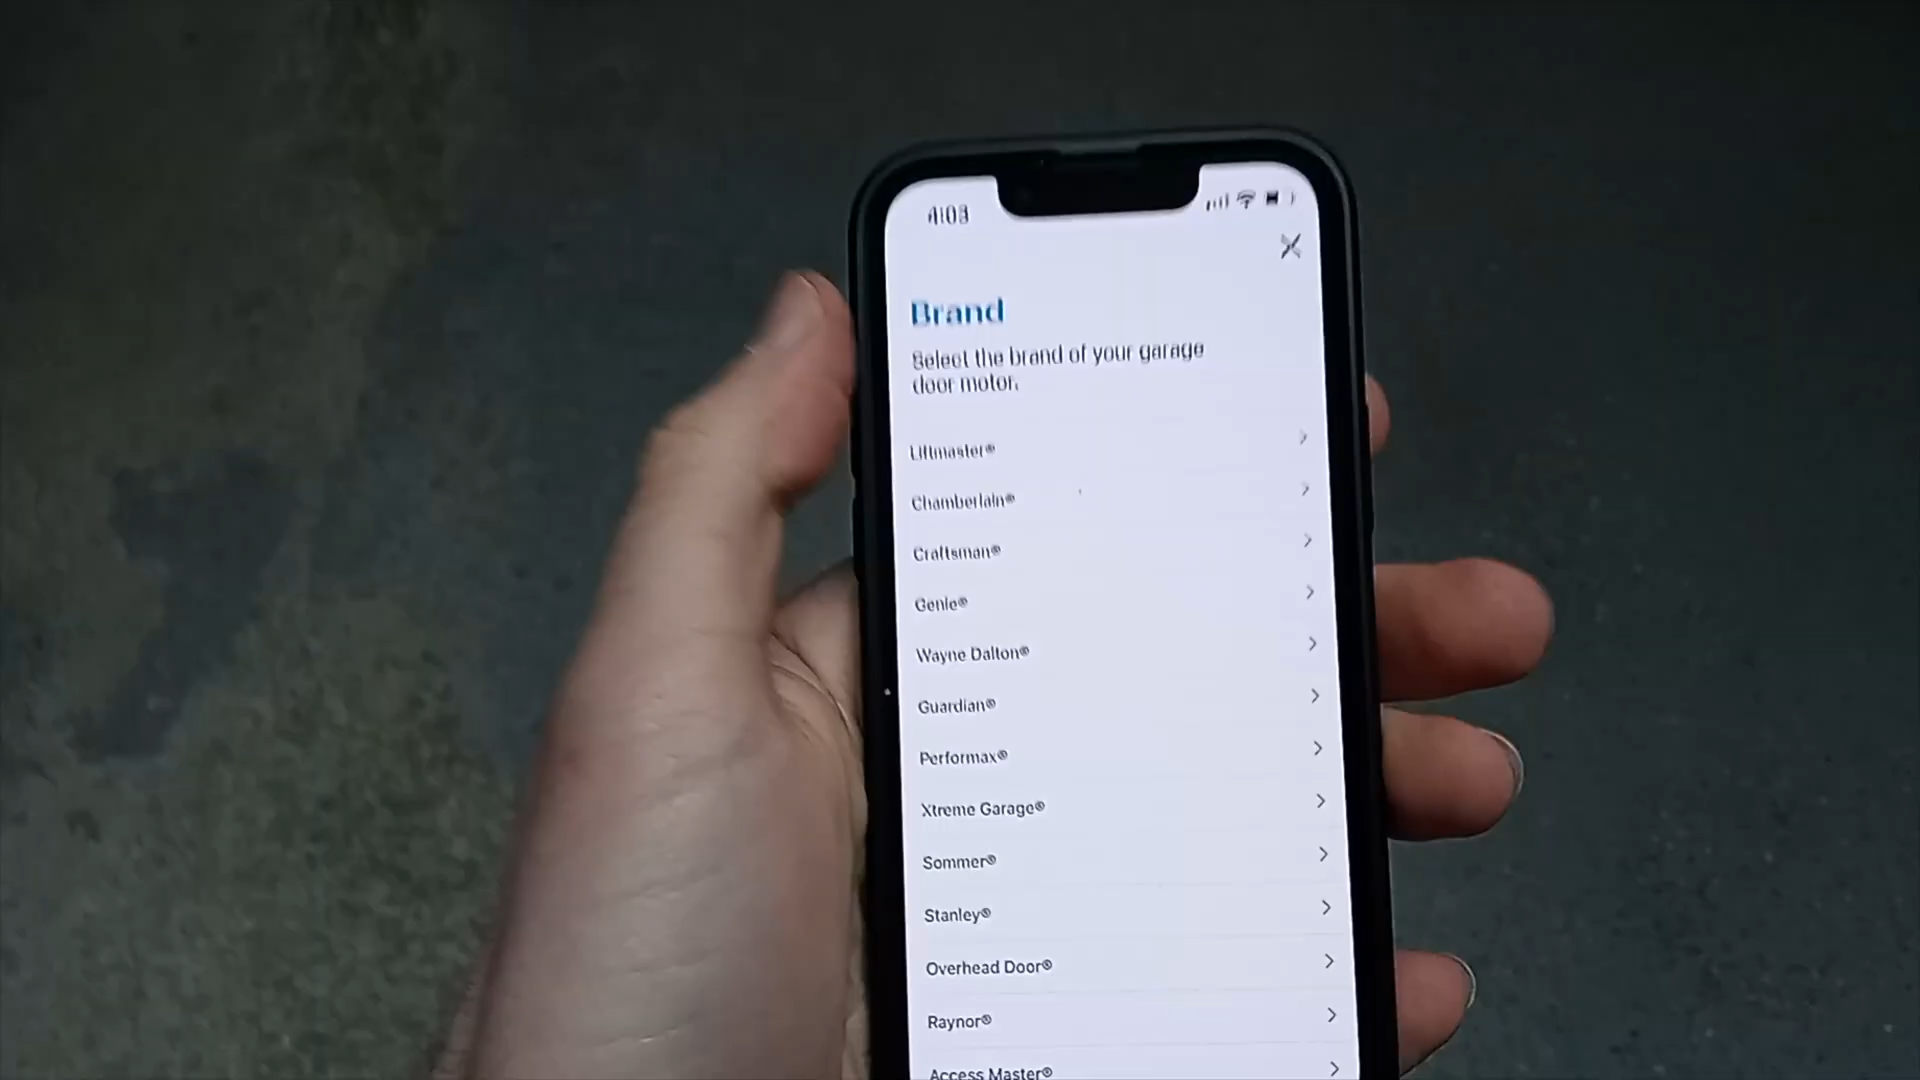 4:03
Brand
Select the brand of your garage
door motor.
Liftmaster®
Chamberlain®
Craftsman®
Genie®
Wayne Dalton®
Guardian®
Performax®
Xtreme Garage®
Sommer®
Stanley®
Overhead Door®
Raynor®
Access Master®